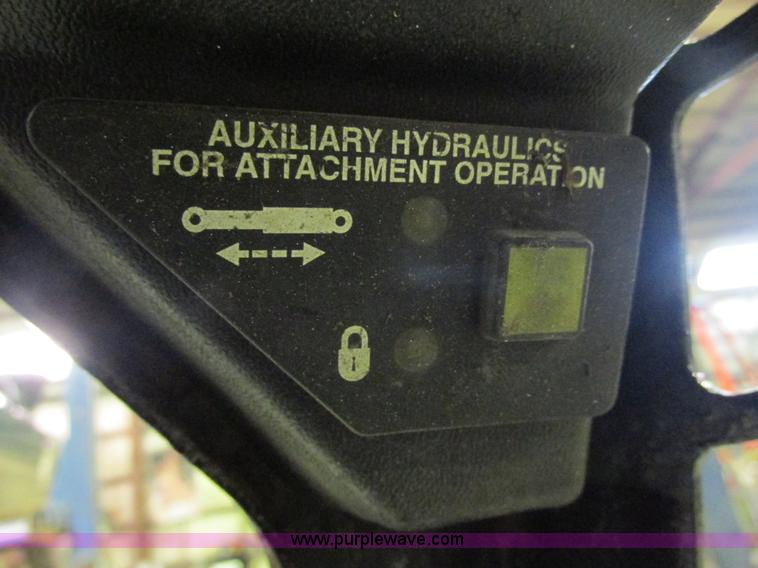 AUXILIARY HYDRAULICS
FOR ATTACHMENT OPERATION
www.purplewave.com